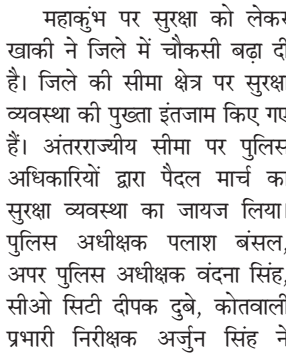 महाकुंभ पर सुरक्षा को लेकर
खाकी ने जिले में चौकसी बढ़ा दी
है। जिले की सीमा क्षेत्र पर सुरक्षा
व्यवस्था की पुख्ता इंतजाम किए गए
हैं। अंतरराज्यीय सीमा पर पुलिस
अधिकारियों द्वारा पैदल मार्च का
सुरक्षा व्यवस्था का जायज लिया।
पुलिस अधीक्षक पलाश बंसल,
अपर पुलिस अधीक्षक वंदना सिंह,
सीओ सिटी दीपक दुबे, कोतवाली
प्रभारी निरीक्षक अर्जुन सिंह ने